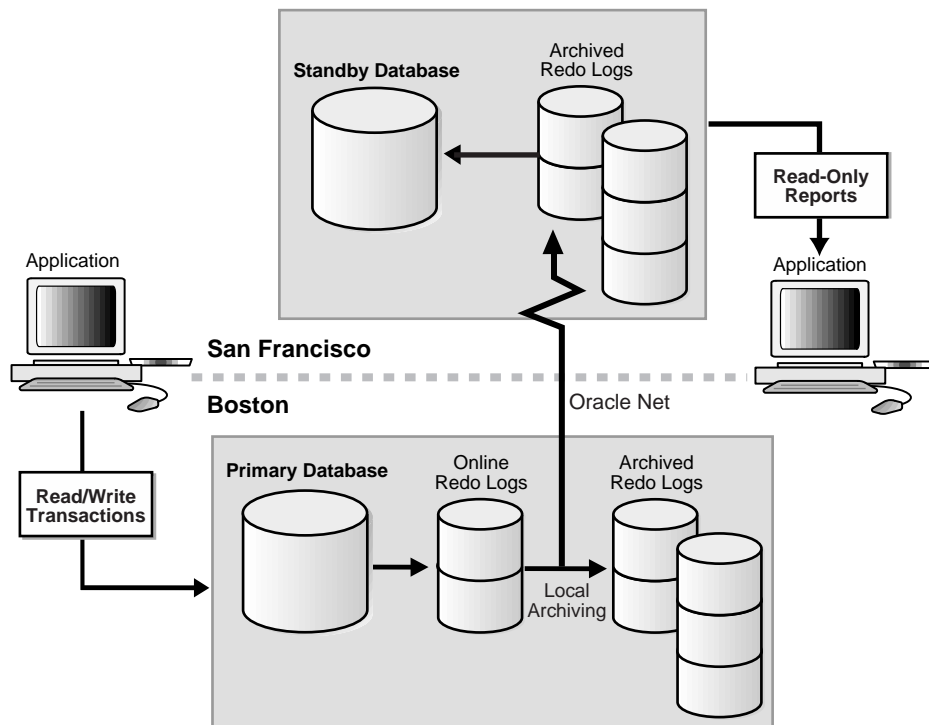 Archived
Redo Logs
Standby Database
Read-Only
Reports
Application
Application
San Francisco
Boston
Oracle Net
Primary Database
Online
Redo Logs
Archived
Redo Logs
Read/Write
Transactions
Local
Archiving